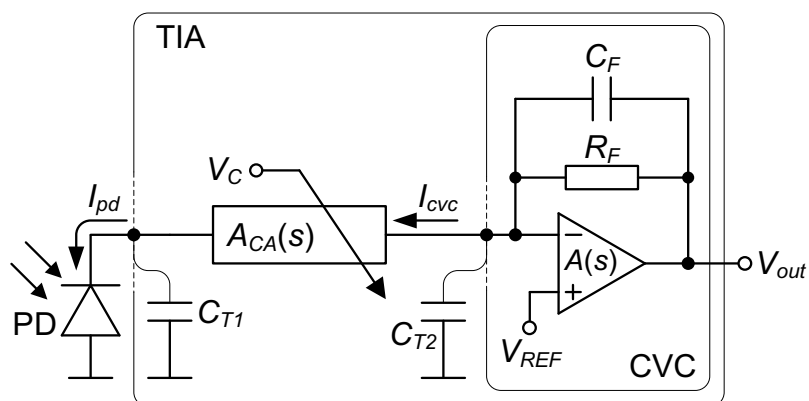 TIA
C_F
R_F
V_C
I_pd
I_cvc
A_CA(s)
A(s)
−
+
V_out
PD
C_T1
C_T2
V_REF
CVC